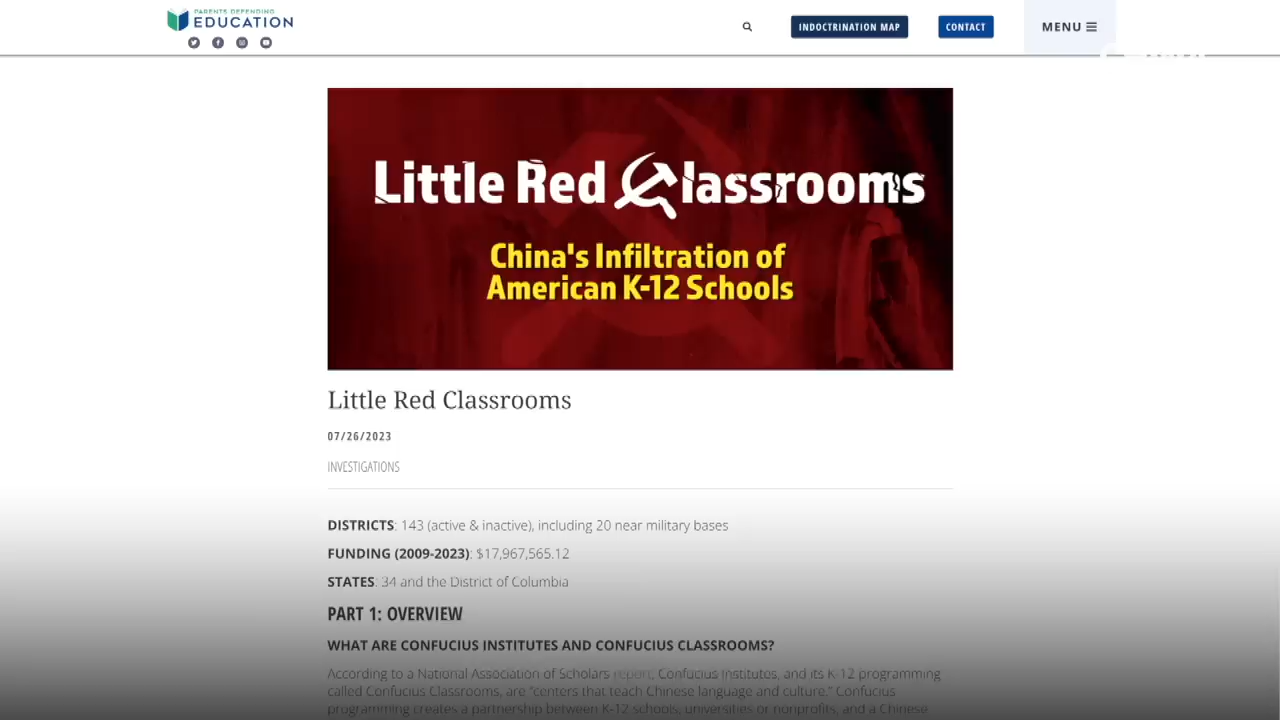 PARENTS DEFENDING
EDUCATION
INDOCTRINATION MAP
CONTACT
MENU
Little Red Classrooms
China's Infiltration of
American K-12 Schools
Little Red Classrooms
07/26/2023
INVESTIGATIONS
DISTRICTS: 143 (active & inactive), including 20 near military bases
FUNDING (2009-2023): $17,967,565.12
STATES: 34 and the District of Columbia
PART 1: OVERVIEW
WHAT ARE CONFUCIUS INSTITUTES AND CONFUCIUS CLASSROOMS?
According to a National Association of Scholars report, Confucius Institutes, and its K-12 programming
called Confucius Classrooms, are “centers that teach Chinese language and culture.” Confucius
programming creates a partnership between K-12 schools, universities or nonprofits, and a Chinese